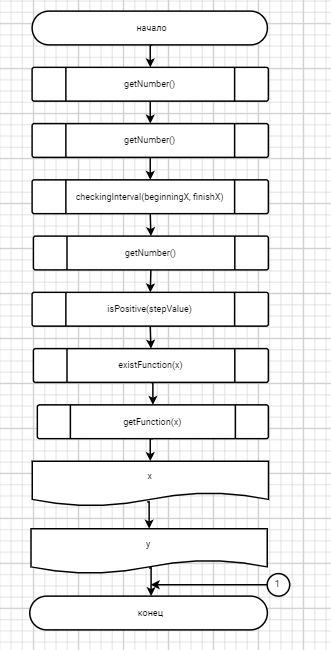 начало
getNumber()
getNumber()
checkingInterval(beginningX, finishX)
getNumber()
isPositive(stepValue)
existFunction(x)
getFunction(x)
x
y
1
конец